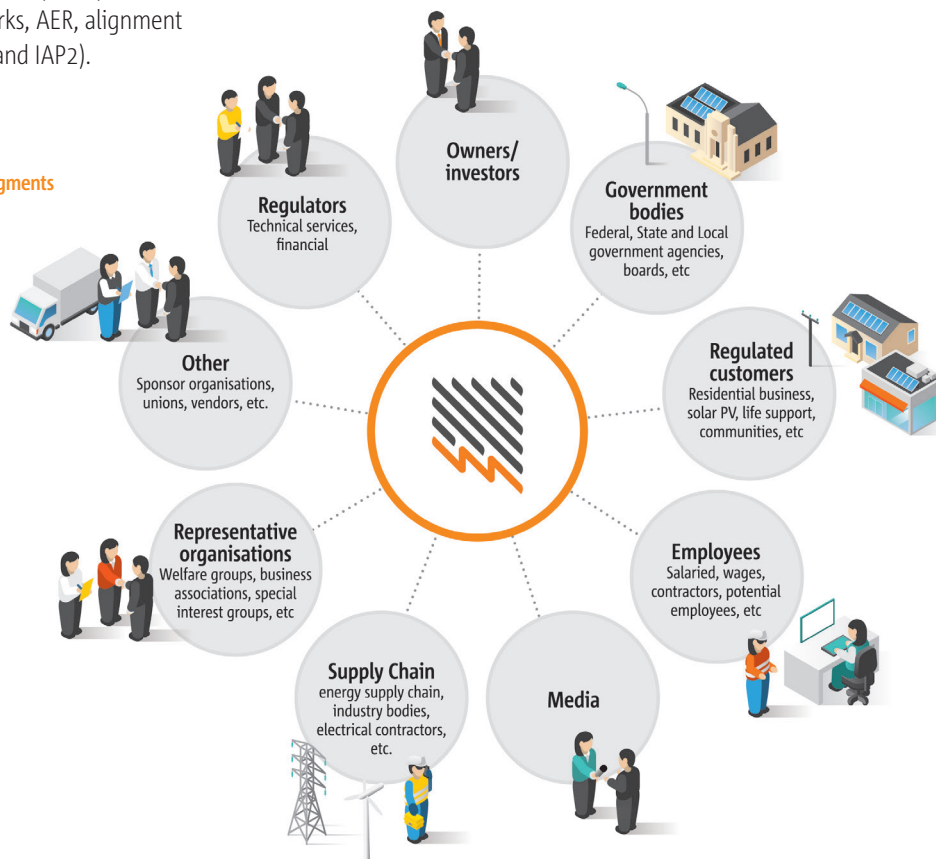 AER, alignment
and IAP2).
Owners/
investors
Government
bodies
Federal, State and Local
government agencies,
boards, etc
Regulators
Technical services,
financial
Regulated
customers
Residential business,
solar PV, life support,
communities, etc
Other
Sponsor organisations,
unions, vendors, etc.
Representative
organisations
Welfare groups, business
associations, special
interest groups, etc
Employees
Salaried, wages,
contractors, potential
employees, etc
Supply Chain
energy supply chain,
industry bodies,
electrical contractors,
etc.
Media